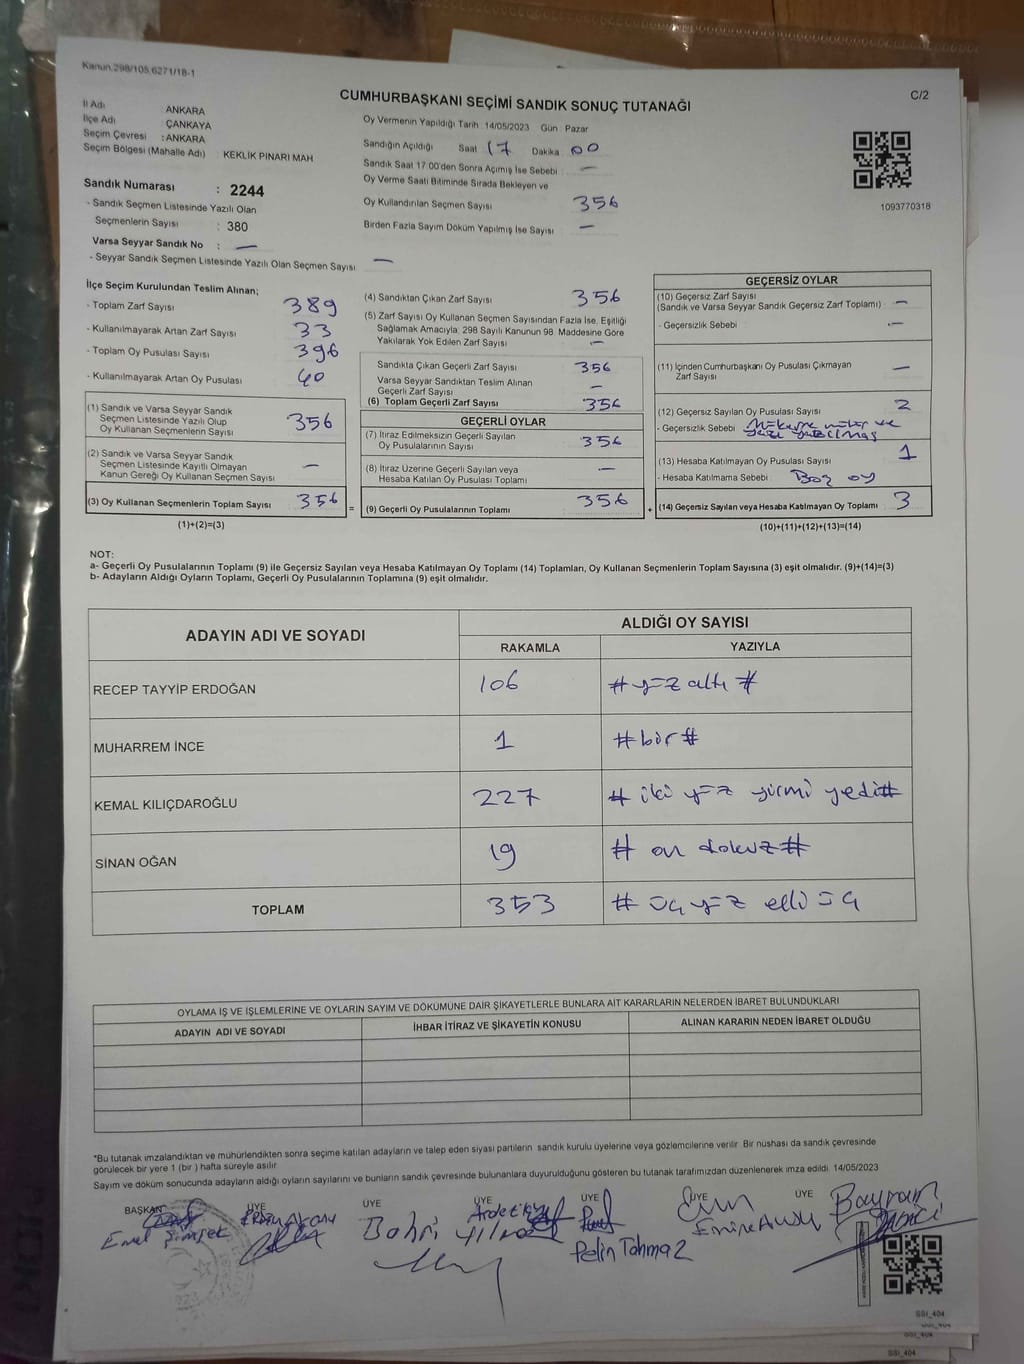 Kanun.298/105,6271/18-1
CUMHURBAŞKANI SEÇİMİ SANDIK SONUÇ TUTANAĞI
C/2
İl Adı : ANKARA
İlçe Adı : ÇANKAYA
Seçim Çevresi : ANKARA
Seçim Bölgesi (Mahalle Adı) : KEKLİK PINARI MAH
Oy Vermenin Yapıldığı Tarih : 14/05/2023 Gün : Pazar
Sandığın Açıldığı Saat 17 Dakika 00
Sandık Saat 17:00'den Sonra Açılmış İse Sebebi : —
Oy Verme Saati Bitiminde Sırada Bekleyen ve
Oy Kullandırılan Seçmen Sayısı 356
Birden Fazla Sayım Döküm Yapılmış İse Sayısı : —
1093770318
Sandık Numarası : 2244
- Sandık Seçmen Listesinde Yazılı Olan
Seçmenlerin Sayısı : 380
Varsa Seyyar Sandık No : —
- Seyyar Sandık Seçmen Listesinde Yazılı Olan Seçmen Sayısı —
İlçe Seçim Kurulundan Teslim Alınan;
- Toplam Zarf Sayısı 389
- Kullanılmayarak Artan Zarf Sayısı 33
- Toplam Oy Pusulası Sayısı 396
- Kullanılmayarak Artan Oy Pusulası 40
(1) Sandık ve Varsa Seyyar Sandık
Seçmen Listesinde Yazılı Olup
Oy Kullanan Seçmenlerin Sayısı 356
(2) Sandık ve Varsa Seyyar Sandık
Seçmen Listesinde Kayıtlı Olmayan
Kanun Gereği Oy Kullanan Seçmen Sayısı —
(3) Oy Kullanan Seçmenlerin Toplam Sayısı 356
(1)+(2)=(3)
(4) Sandıktan Çıkan Zarf Sayısı 356
(5) Zarf Sayısı Oy Kullanan Seçmen Sayısından Fazla İse, Eşitliği
Sağlamak Amacıyla; 298 Sayılı Kanunun 98. Maddesine Göre
Yakılarak Yok Edilen Zarf Sayısı —
Sandıkta Çıkan Geçerli Zarf Sayısı 356
Varsa Seyyar Sandıktan Teslim Alınan
Geçerli Zarf Sayısı —
(6) Toplam Geçerli Zarf Sayısı 356
GEÇERLİ OYLAR
(7) İtiraz Edilmeksizin Geçerli Sayılan
Oy Pusulalarının Sayısı 356
(8) İtiraz Üzerine Geçerli Sayılan veya
Hesaba Katılan Oy Pusulası Toplamı —
= (9) Geçerli Oy Pusulalarının Toplamı 356
GEÇERSİZ OYLAR
(10) Geçersiz Zarf Sayısı
(Sandık ve Varsa Seyyar Sandık Geçersiz Zarf Toplamı) —
- Geçersizlik Sebebi —
(11) İçinden Cumhurbaşkanı Oy Pusulası Çıkmayan
Zarf Sayısı —
(12) Geçersiz Sayılan Oy Pusulası Sayısı 2
- Geçersizlik Sebebi
(13) Hesaba Katılmayan Oy Pusulası Sayısı 1
- Hesaba Katılmama Sebebi Boş oy
+ (14) Geçersiz Sayılan veya Hesaba Katılmayan Oy Toplamı 3
(10)+(11)+(12)+(13)=(14)
NOT:
a- Geçerli Oy Pusulalarının Toplamı (9) ile Geçersiz Sayılan veya Hesaba Katılmayan Oy Toplamı (14) Toplamları, Oy Kullanan Seçmenlerin Toplam Sayısına (3) eşit olmalıdır. (9)+(14)=(3)
b- Adayların Aldığı Oyların Toplamı, Geçerli Oy Pusulalarının Toplamına (9) eşit olmalıdır.
ADAYIN ADI VE SOYADI
ALDIĞI OY SAYISI
RAKAMLA YAZIYLA
RECEP TAYYİP ERDOĞAN 106 # yüz altı #
MUHARREM İNCE 1 # bir #
KEMAL KILIÇDAROĞLU 227 # iki yüz yirmi yedi #
SİNAN OĞAN 19 # on dokuz #
TOPLAM 353 # üç yüz elli üç
OYLAMA İŞ VE İŞLEMLERİNE VE OYLARIN SAYIM VE DÖKÜMÜNE DAİR ŞİKAYETLERLE BUNLARA AİT KARARLARIN NELERDEN İBARET BULUNDUKLARI
ADAYIN ADI VE SOYADI İHBAR İTİRAZ VE ŞİKAYETİN KONUSU ALINAN KARARIN NEDEN İBARET OLDUĞU
*Bu tutanak imzalandıktan ve mühürlendikten sonra seçime katılan adayların ve talep eden siyasi partilerin sandık kurulu üyelerine veya gözlemcilerine verilir. Bir nüshası da sandık çevresinde
görülecek bir yere 1 (bir ) hafta süreyle asılır.
Sayım ve döküm sonucunda adayların aldığı oyların sayılarını ve bunların sandık çevresinde bulunanlara duyurulduğunu gösteren bu tutanak tarafımızdan düzenlenerek imza edildi. 14/05/2023
BAŞKAN ÜYE ÜYE ÜYE ÜYE ÜYE ÜYE
Emel Şimşek
Bahri
Pelin Tahmaz
Emine
Bayram
SSI_404
SSI_404
SSI_404